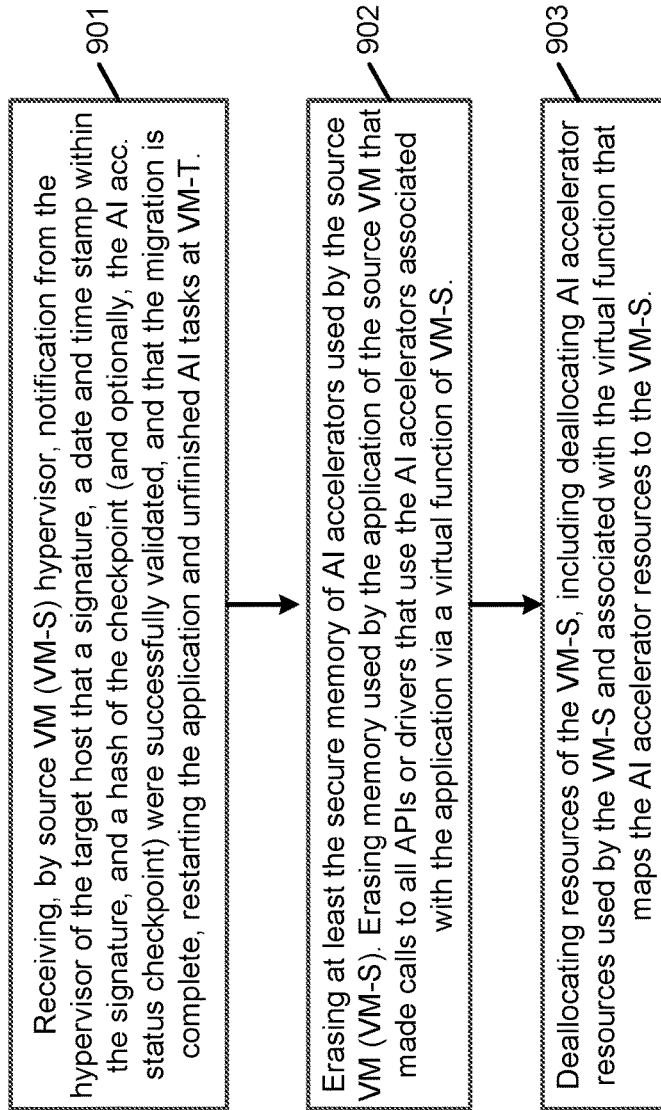 Receiving, by source VM (VM-S) hypervisor, notification from the
hypervisor of the target host that a signature, a date and time stamp within
the signature, and a hash of the checkpoint (and optionally, the AI acc.
status checkpoint) were successfully validated, and that the migration is
complete, restarting the application and unfinished AI tasks at VM-T.
901
Erasing at least the secure memory of AI accelerators used by the source
VM (VM-S). Erasing memory used by the application of the source VM that
made calls to all APIs or drivers that use the AI accelerators associated
with the application via a virtual function of VM-S.
902
Deallocating resources of the VM-S, including deallocating AI accelerator
resources used by the VM-S and associated with the virtual function that
maps the AI accelerator resources to the VM-S.
903